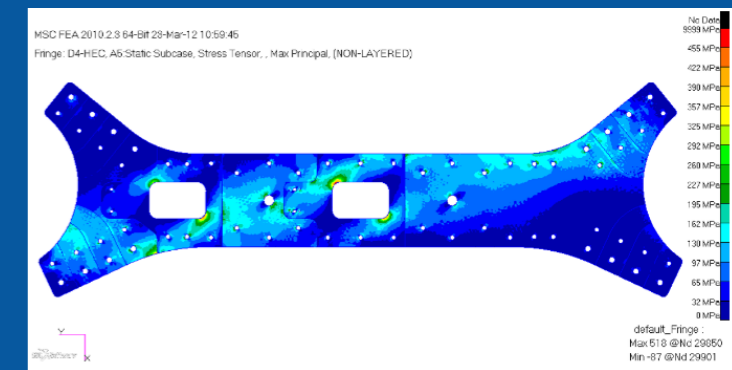 MSC FEA 2010.2.3 64-Bit 28-Mar-12 10:59:45
Fringe: D4-HEC, A5:Static Subcase, Stress Tensor, , Max Principal, (NON-LAYERED)
No Data
9999 MPa
455 MPa
422 MPa
390 MPa
357 MPa
325 MPa
292 MPa
260 MPa
227 MPa
195 MPa
162 MPa
130 MPa
97 MPa
65 MPa
32 MPa
0 MPa
default_Fringe :
Max 518 @Nd 29850
Min -87 @Nd 29901
Y
X